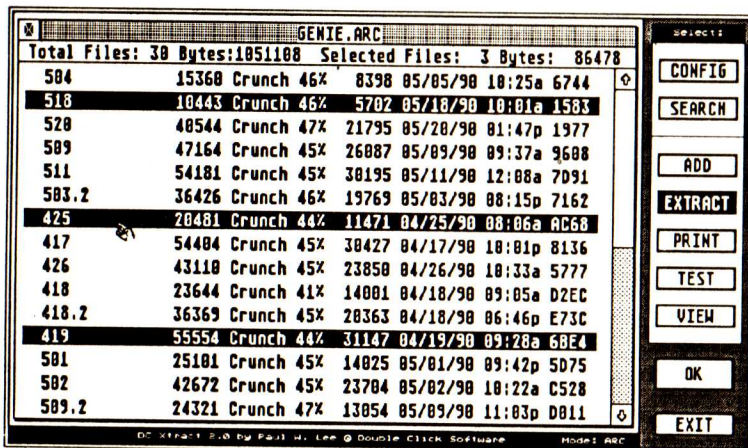 GENIE.ARC
Total Files: 30 Bytes:1051108 Selected Files: 3 Bytes: 86478
504 15360 Crunch 46% 8398 05/05/90 10:25a 6744
518 10443 Crunch 46% 5702 05/18/90 10:01a 1583
520 40544 Crunch 47% 21795 05/20/90 01:47p 1977
509 47164 Crunch 45% 26087 05/09/90 09:37a 9608
511 54181 Crunch 45% 30195 05/11/90 12:08a 7D91
503.2 36426 Crunch 46% 19769 05/03/90 08:15p 7162
425 20481 Crunch 44% 11471 04/25/90 08:06a AC68
417 54404 Crunch 45% 30427 04/17/90 10:01p 8136
426 43110 Crunch 45% 23850 04/26/90 10:33a 5777
418 23644 Crunch 41% 14001 04/18/90 09:05a D2EC
418.2 36369 Crunch 45% 20363 04/18/90 06:46p E73C
419 55554 Crunch 44% 31147 04/19/90 09:28a 68E4
501 25101 Crunch 45% 14025 05/01/90 09:42p 5D75
502 42672 Crunch 45% 23704 05/02/90 10:22a C528
509.2 24321 Crunch 47% 13054 05/09/90 11:03p D011
DC Xtract 2.0 by Paul W. Lee @ Double Click Software Mode: ARC
Select:
CONFIG
SEARCH
ADD
EXTRACT
PRINT
TEST
VIEW
OK
EXIT